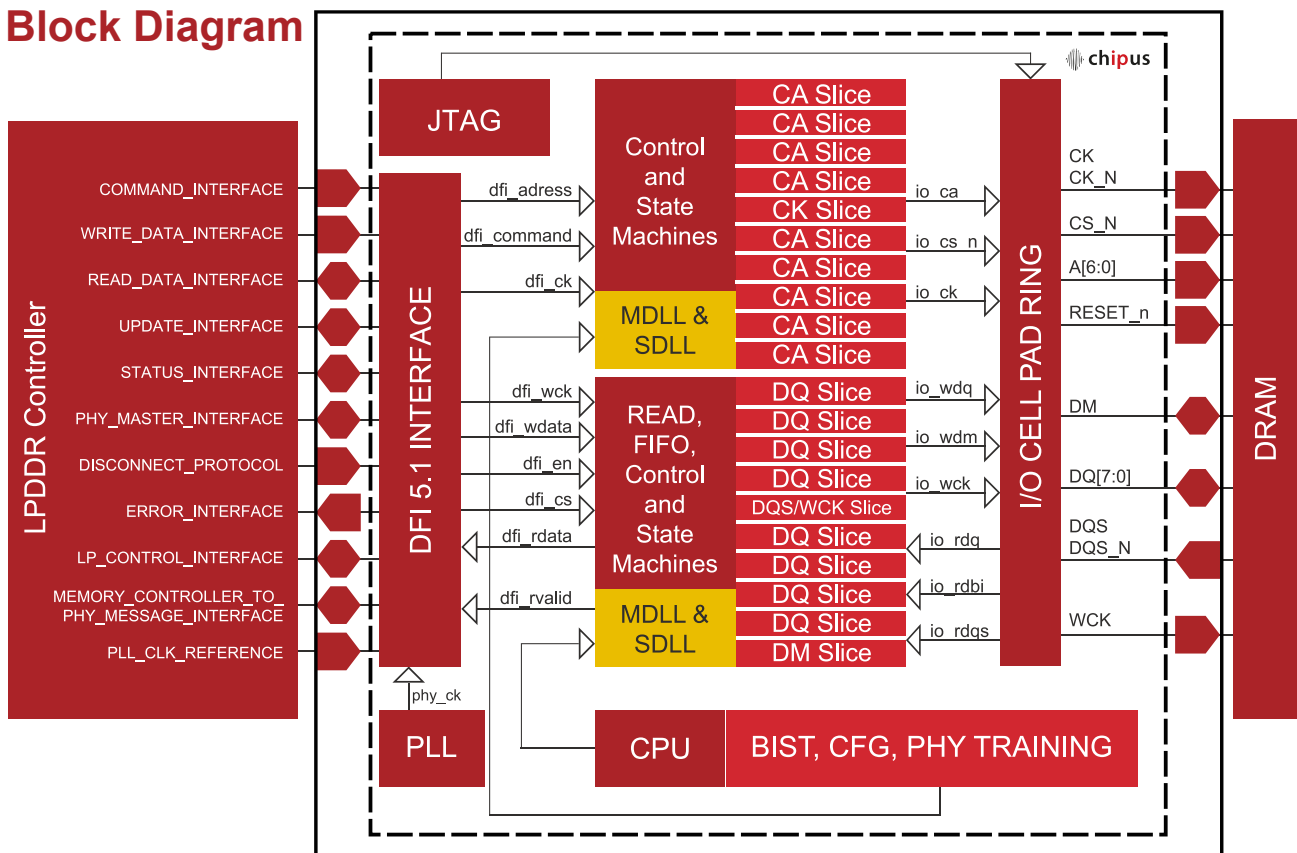 Block Diagram
chipus
LPDDR Controller
COMMAND_INTERFACE
WRITE_DATA_INTERFACE
READ_DATA_INTERFACE
UPDATE_INTERFACE
STATUS_INTERFACE
PHY_MASTER_INTERFACE
DISCONNECT_PROTOCOL
ERROR_INTERFACE
LP_CONTROL_INTERFACE
MEMORY_CONTROLLER_TO_
PHY_MESSAGE_INTERFACE
PLL_CLK_REFERENCE
JTAG
DFI 5.1 INTERFACE
phy_ck
PLL
dfi_adress
dfi_command
dfi_ck
dfi_wck
dfi_wdata
dfi_en
dfi_cs
dfi_rdata
dfi_rvalid
Control
and
State
Machines
MDLL &
SDLL
CA Slice
CA Slice
CA Slice
CA Slice
CK Slice
CA Slice
CA Slice
CA Slice
CA Slice
CA Slice
READ,
FIFO,
Control
and
State
Machines
MDLL &
SDLL
DQ Slice
DQ Slice
DQ Slice
DQ Slice
DQS/WCK Slice
DQ Slice
DQ Slice
DQ Slice
DQ Slice
DM Slice
CPU
BIST, CFG, PHY TRAINING
io_ca
io_cs_n
io_ck
io_wdq
io_wdm
io_wck
io_rdq
io_rdbi
io_rdqs
I/O CELL PAD RING
CK
CK_N
CS_N
A[6:0]
RESET_n
DM
DQ[7:0]
DQS
DQS_N
WCK
DRAM